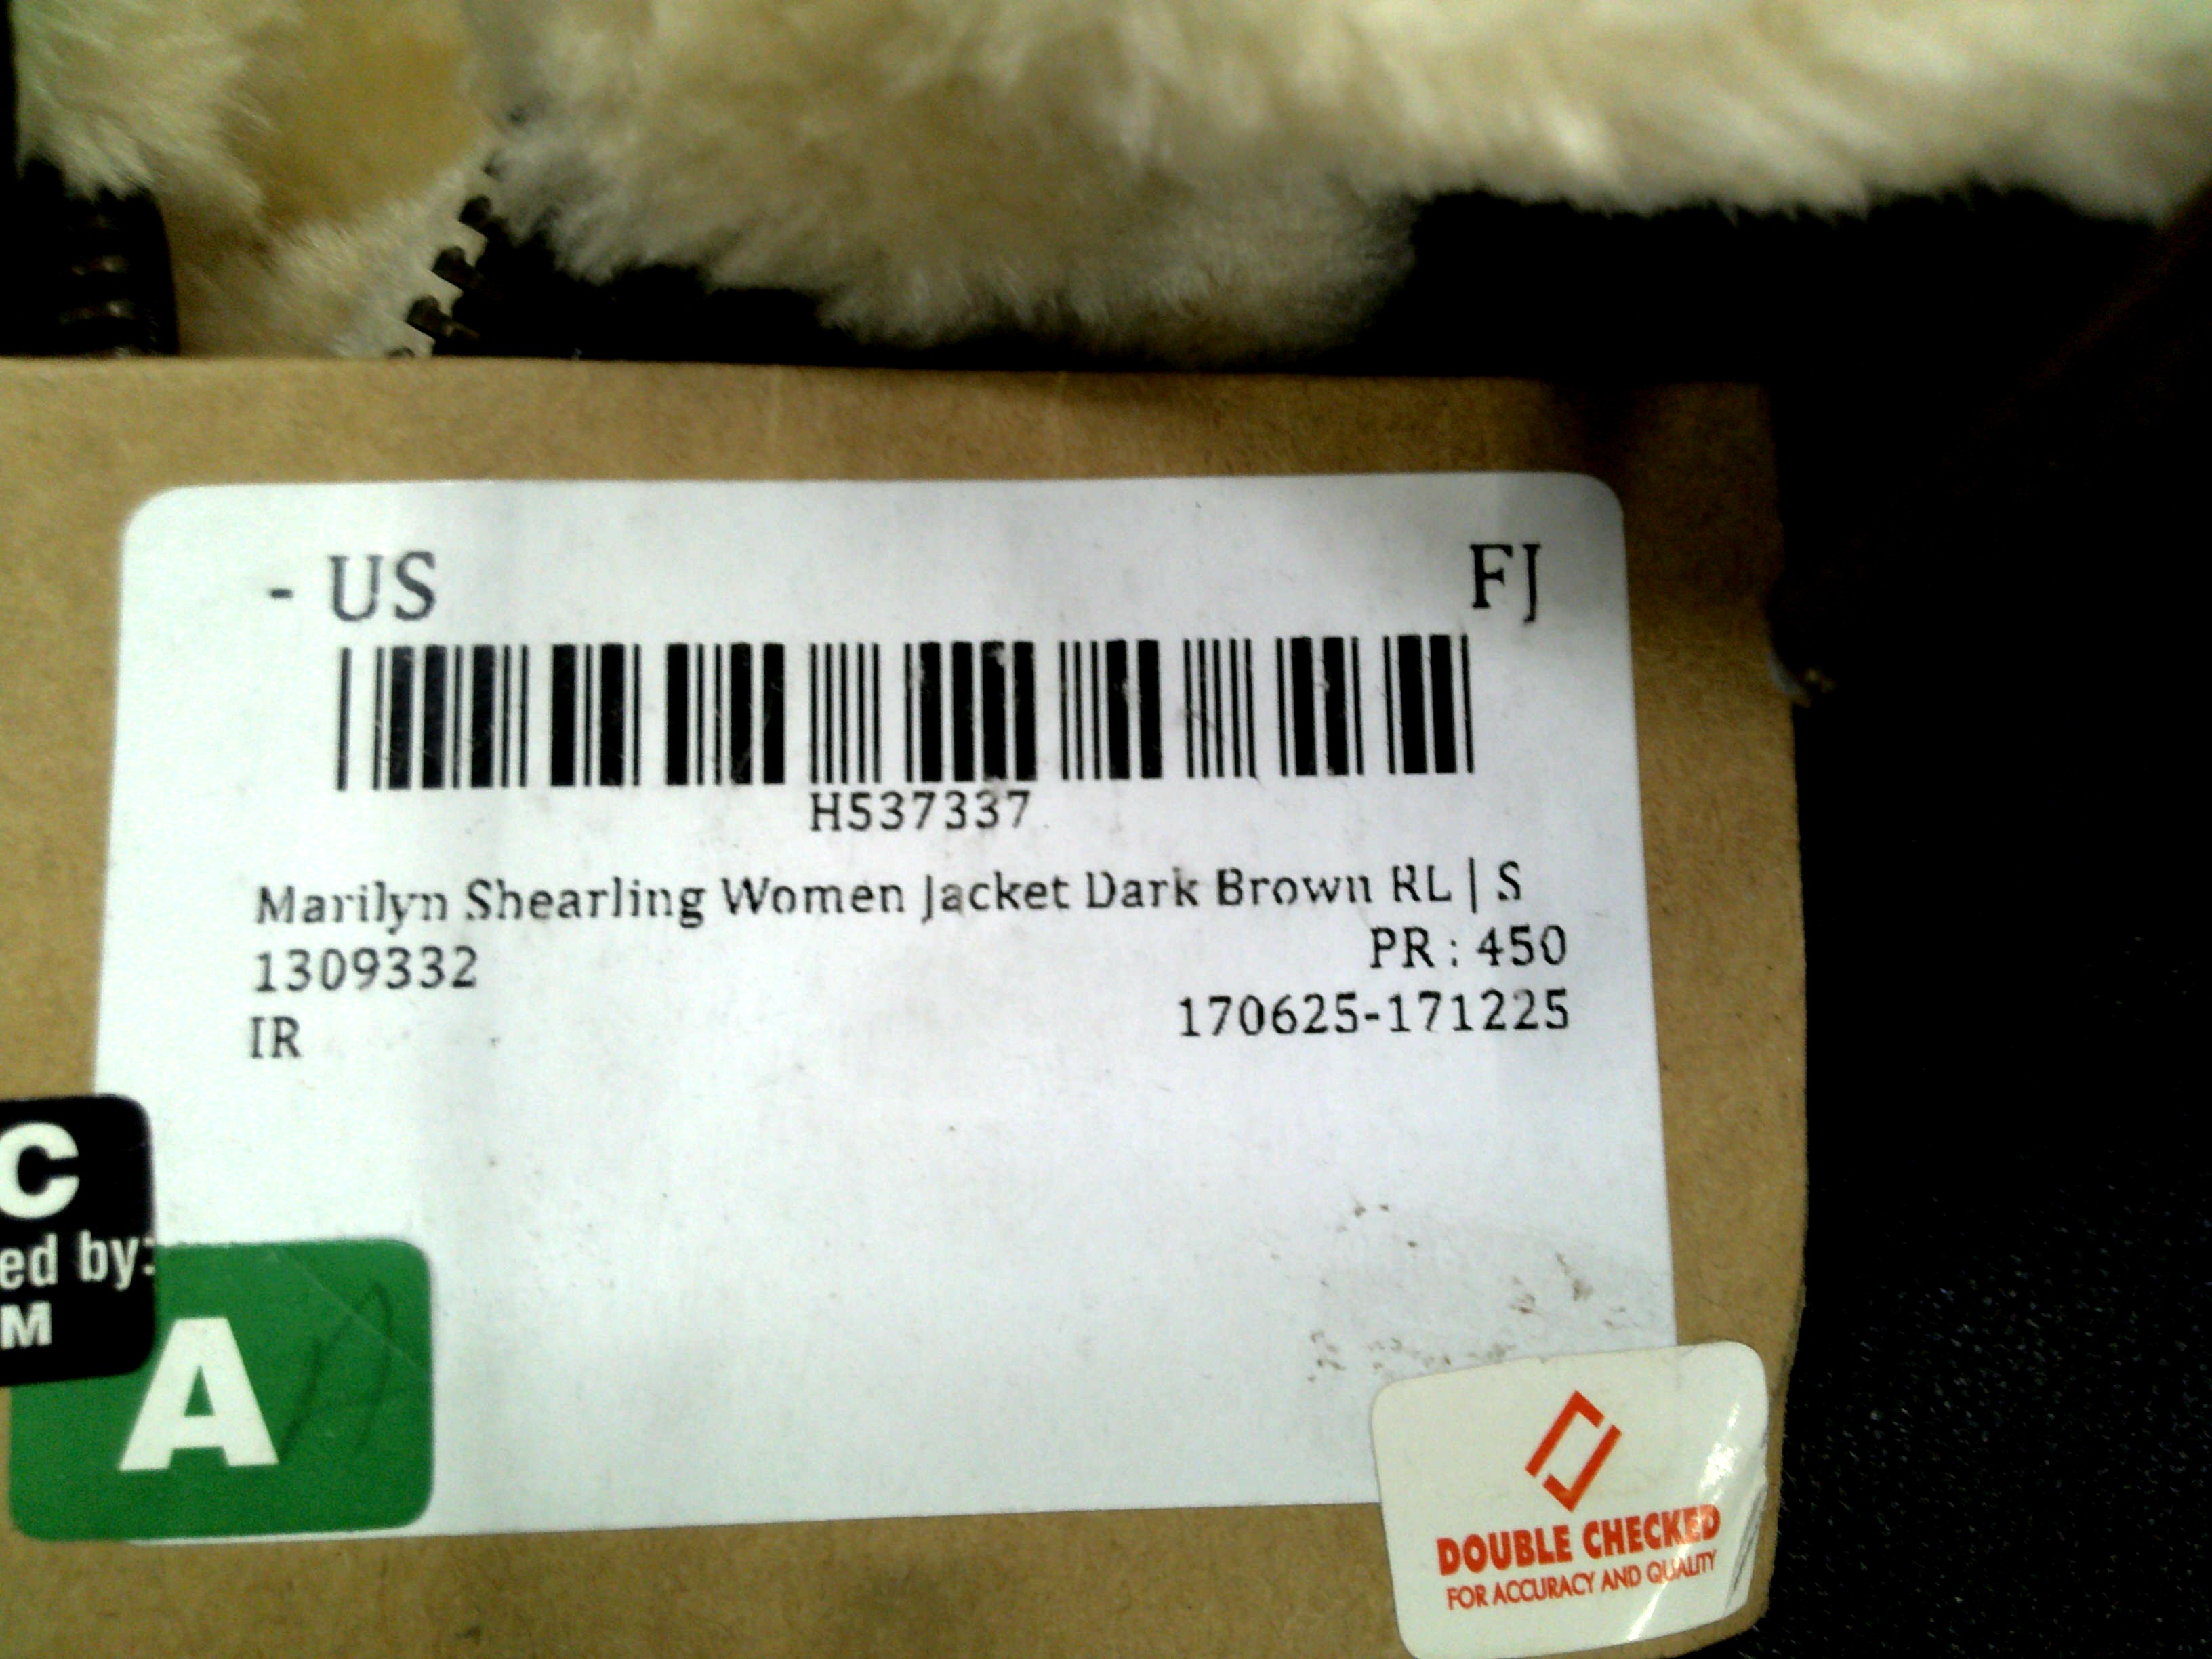 - US FJ
H537337
Marilyn Shearling Women Jacket Dark Brown RL | S
1309332 PR : 450
IR 170625-171225
C
ed by:
M
A
DOUBLE CHECKED
FOR ACCURACY AND QUALITY